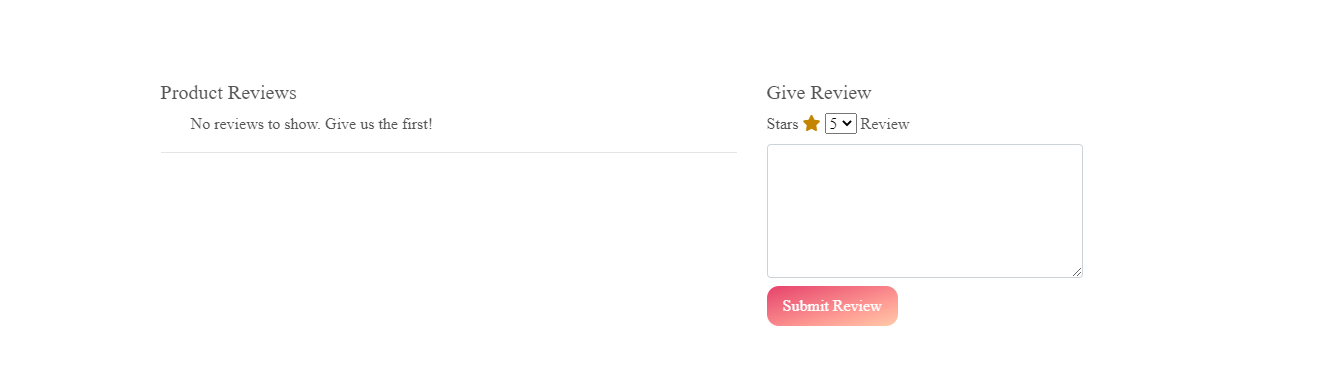 Product Reviews
No reviews to show. Give us the first!
Give Review
Stars 5 Review
Submit Review